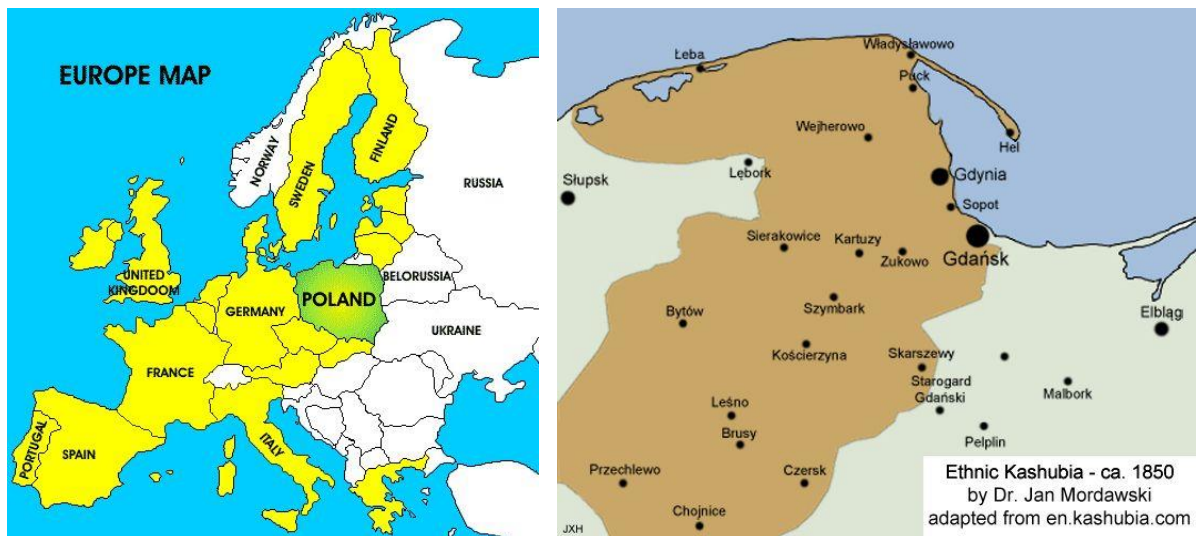 EUROPE MAP
NORWAY
SWEDEN
FINLAND
RUSSIA
UNITED
KINGDOOM
BELORUSSIA
POLAND
GERMANY
UKRAINE
FRANCE
PORTUGAL
SPAIN
ITALY
Władysławowo
Łeba
Puck
Wejherowo
Hel
Lębork
Słupsk
Gdynia
Sopot
Sierakowice
Kartuzy
Zukowo
Gdańsk
Szymbark
Bytów
Elbląg
Kościerzyna
Skarszewy
Starogard
Gdański
Malbork
Leśno
Brusy
Pelplin
Przechlewo
Czersk
Chojnice
JXH
Ethnic Kashubia - ca. 1850
by Dr. Jan Mordawski
adapted from en.kashubia.com